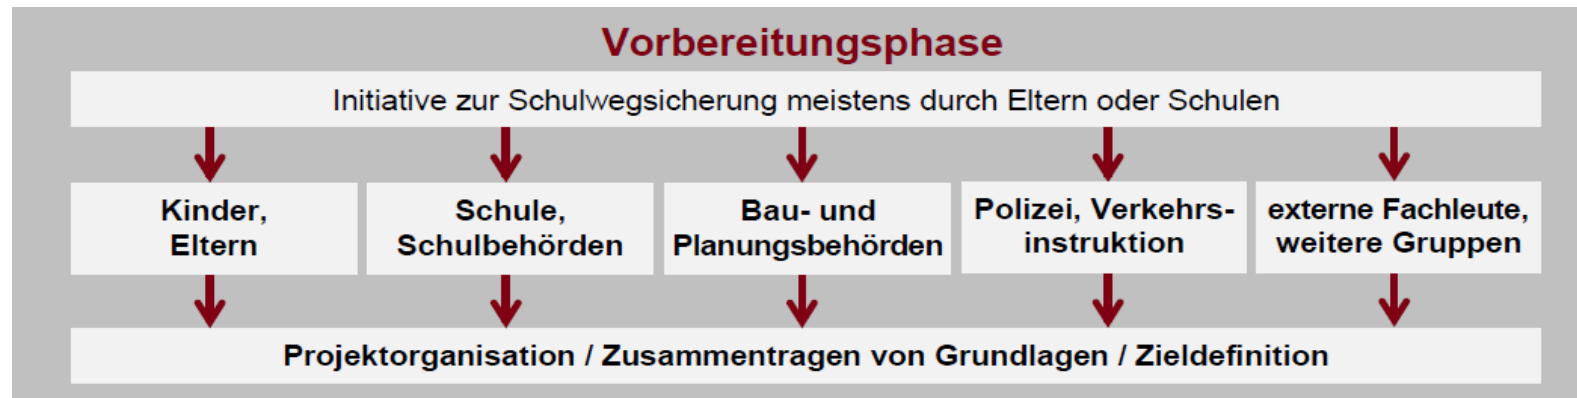 Vorbereitungsphase
Initiative zur Schulwegsicherung meistens durch Eltern oder Schulen
Kinder,
Eltern
Schule,
Schulbehörden
Bau- und
Planungsbehörden
Polizei, Verkehrs-
instruktion
externe Fachleute,
weitere Gruppen
Projektorganisation / Zusammentragen von Grundlagen / Zieldefinition